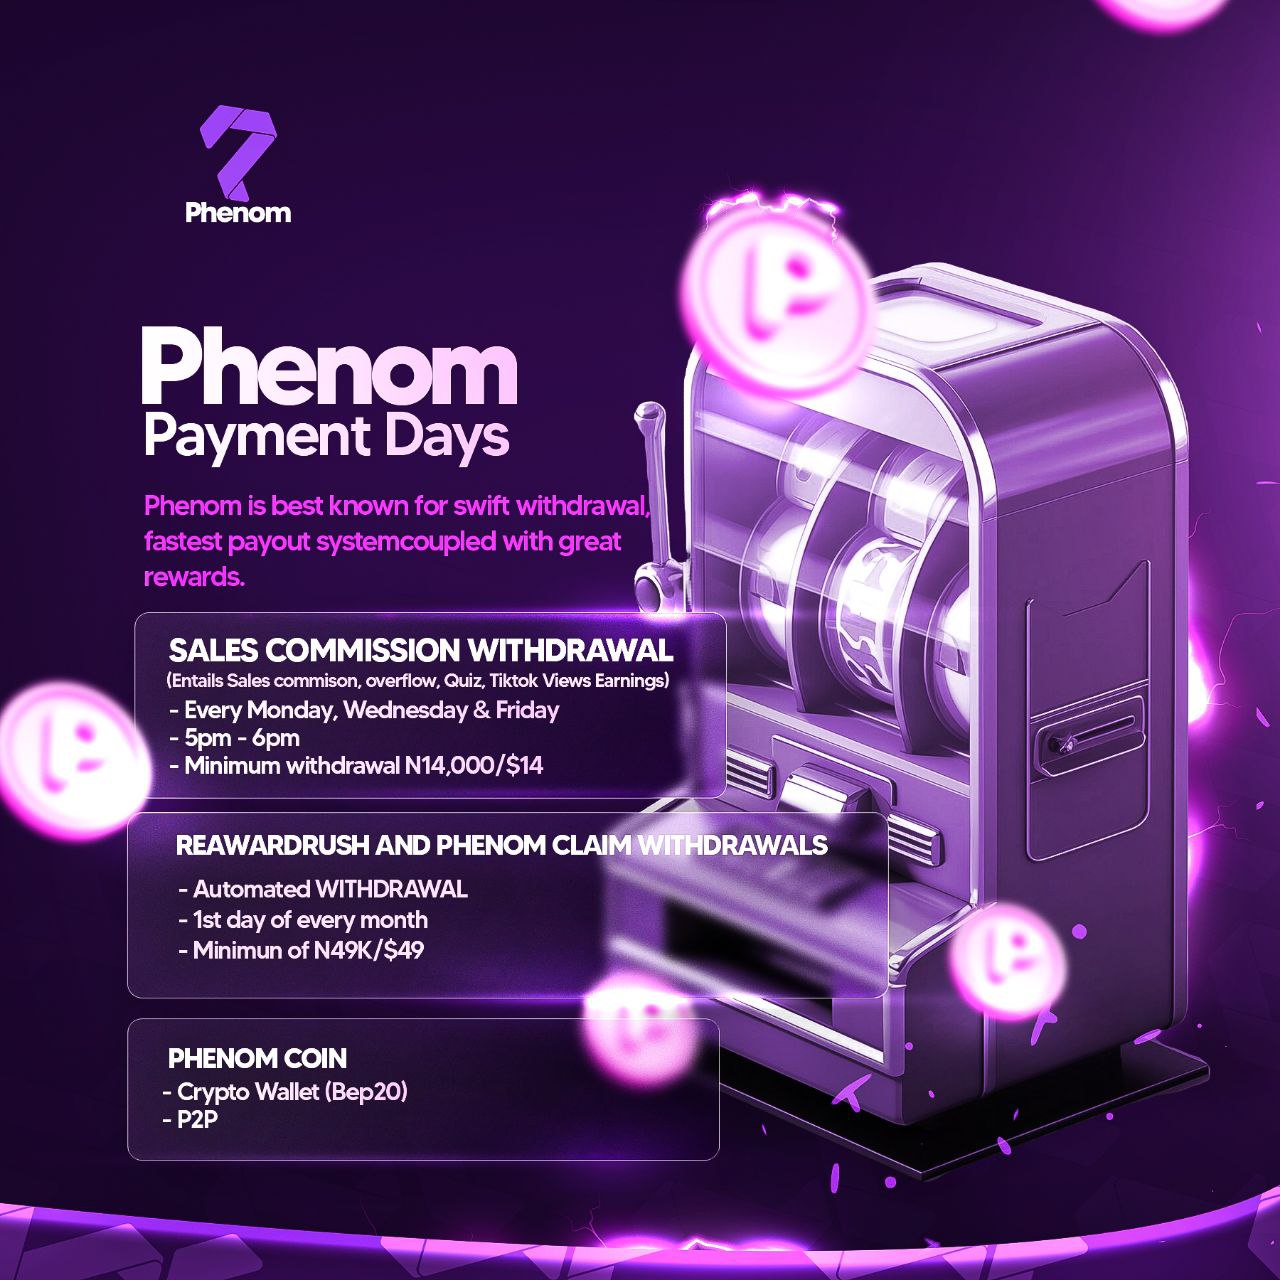 Phenom
Phenom
Payment Days
Phenom is best known for swift withdrawal,
fastest payout systemcoupled with great
rewards.
SALES COMMISSION WITHDRAWAL
(Entails Sales commison, overflow, Quiz, Tiktok Views Earnings)
- Every Monday, Wednesday & Friday
- 5pm - 6pm
- Minimum withdrawal N14,000/$14
REAWARDRUSH AND PHENOM CLAIM WITHDRAWALS
- Automated WITHDRAWAL
- 1st day of every month
- Minimun of N49K/$49
PHENOM COIN
- Crypto Wallet (Bep20)
- P2P